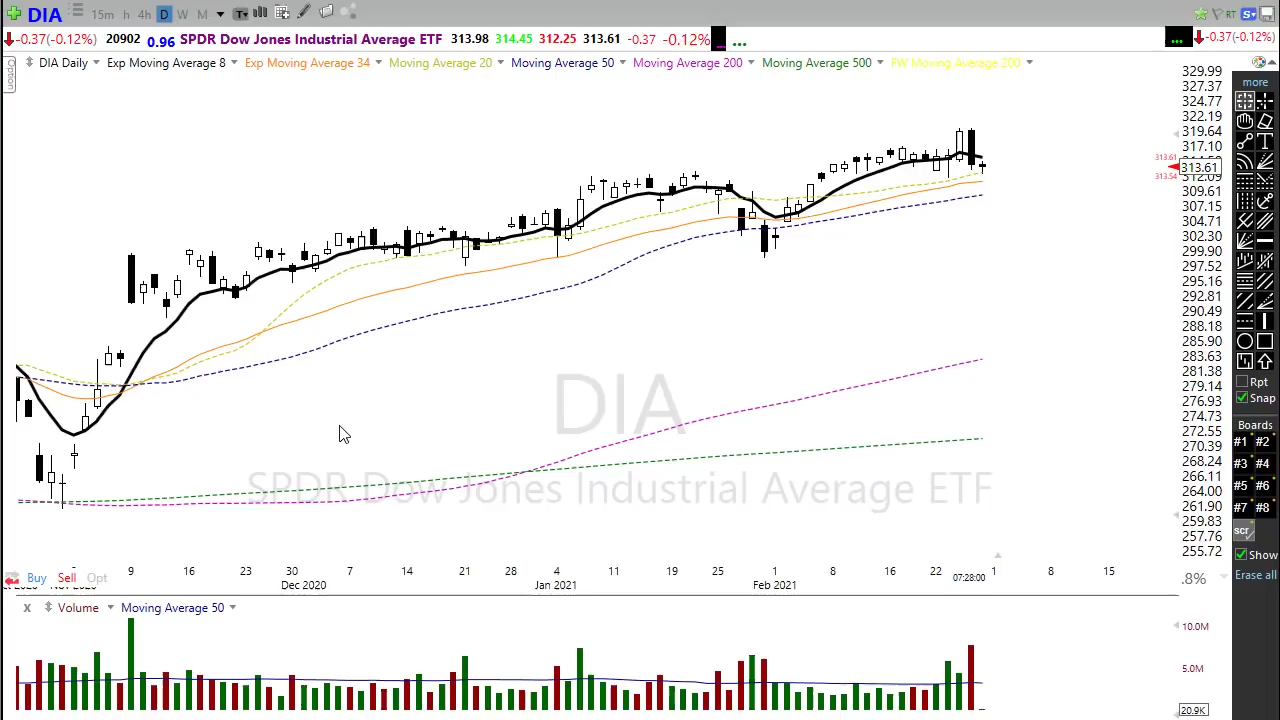 DIA 15m 1h 4h D W M T RT S
-0.37(-0.12%) 20902 0.96 SPDR Dow Jones Industrial Average ETF 313.98 314.45 312.25 313.61 -0.37 -0.12% ... ... -0.37(-0.12%)
Option DIA Daily Exp Moving Average 8 Exp Moving Average 34 Moving Average 20 Moving Average 50 Moving Average 200 Moving Average 500 FW Moving Average 200
329.99
327.37
324.77
322.19
319.64
317.10
313.61
313.61
313.54
312.09
309.61
307.15
304.71
302.30
299.90
297.52
295.16
292.81
290.49
288.18
285.90
283.63
281.38
279.14
276.93
274.73
272.55
270.39
268.24
266.11
264.00
261.90
259.83
257.76
255.72
more
Rpt
Snap
Boards
#1 #2
#3 #4
#5 #6
#7 #8
scr
Show
Erase all
DIA
SPDR Dow Jones Industrial Average ETF
9 16 23 30 7 14 21 28 4 11 19 25 1 8 16 22 07:28:00 1 8 15
Buy Sell Opt Dec 2020 Jan 2021 Feb 2021 .8%
X Volume Moving Average 50
10.0M
5.0M
20.9K